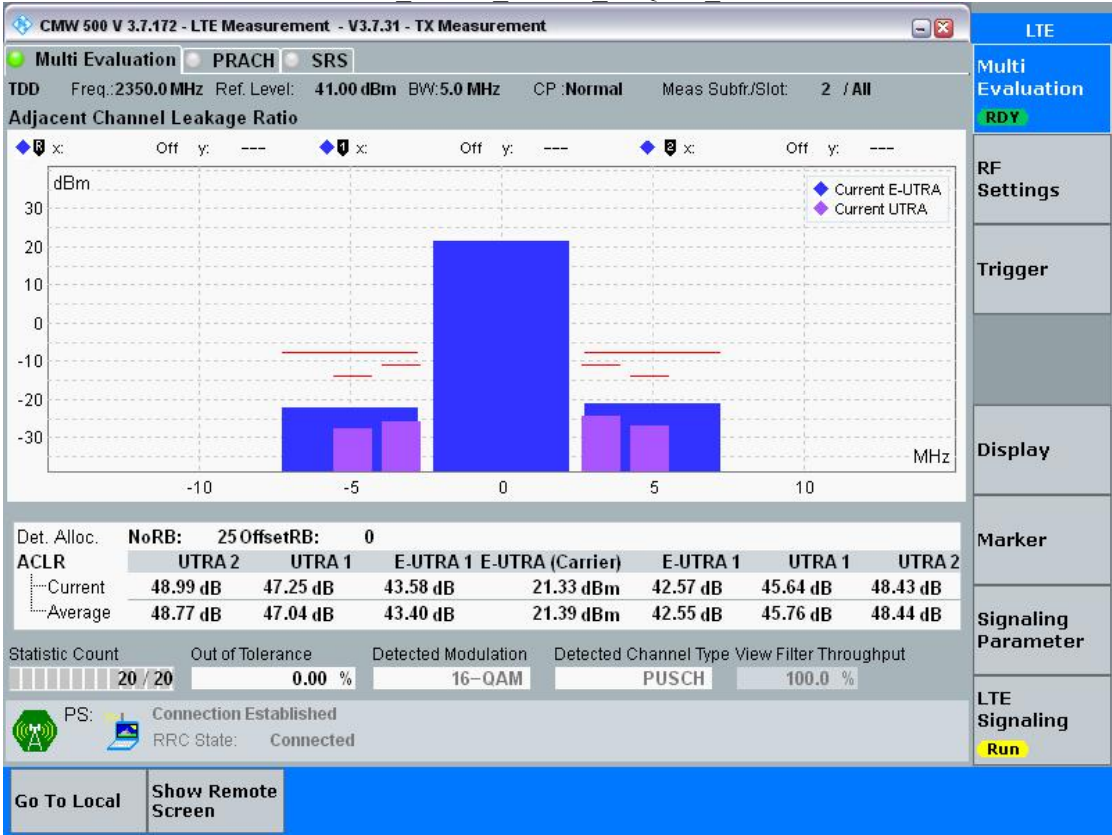 CMW 500 V 3.7.172 - LTE Measurement - V3.7.31 - TX Measurement
LTE
Multi Evaluation PRACH SRS
TDD Freq.:2350.0 MHz Ref. Level: 41.00 dBm BW:5.0 MHz CP :Normal Meas Subfr./Slot: 2 / All
Adjacent Channel Leakage Ratio
R x: Off y: --- 1 x: Off y: --- 2 x: Off y: ---
dBm
Current E-UTRA
Current UTRA
30
20
10
0
-10
-20
-30
MHz
-10 -5 0 5 10
Det. Alloc. NoRB: 25 OffsetRB: 0
ACLR UTRA 2 UTRA 1 E-UTRA 1 E-UTRA (Carrier) E-UTRA 1 UTRA 1 UTRA 2
Current 48.99 dB 47.25 dB 43.58 dB 21.33 dBm 42.57 dB 45.64 dB 48.43 dB
Average 48.77 dB 47.04 dB 43.40 dB 21.39 dBm 42.55 dB 45.76 dB 48.44 dB
Statistic Count Out of Tolerance Detected Modulation Detected Channel Type View Filter Throughput
20 / 20 0.00 % 16-QAM PUSCH 100.0 %
PS: Connection Established
RRC State: Connected
Multi
Evaluation
RDY
RF
Settings
Trigger
Display
Marker
Signaling
Parameter
LTE
Signaling
Run
Go To Local
Show Remote
Screen